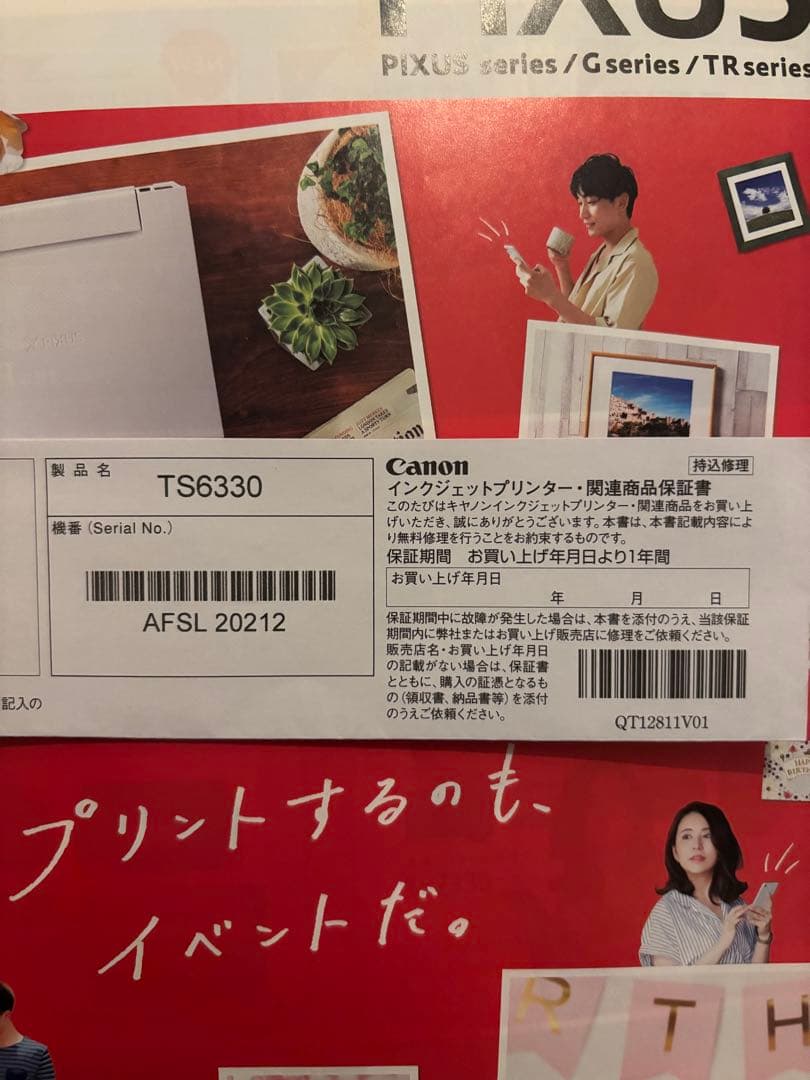 PIXUS
PIXUS series / G series / TR series
PIXUS
製品名
TS6330
機番 (Serial No.)
AFSL 20212
記入の
Canon
持込修理
インクジェットプリンター・関連商品保証書
このたびはキヤノンインクジェットプリンター・関連商品をお買い上
げいただき、誠にありがとうございます。本書は、本書記載内容によ
り無料修理を行うことをお約束するものです。
保証期間 お買い上げ年月日より1年間
お買い上げ年月日
年 月 日
保証期間中に故障が発生した場合は、本書を添付のうえ、当該保証
期間内に弊社またはお買い上げ販売店に修理をご依頼ください。
販売店名・お買い上げ年月日
の記載がない場合は、保証書
とともに、購入の証憑となるも
の(領収書、納品書等)を添付
のうえご依頼ください。
QT12811V01
プリントするのも、
イベントだ。
R T H